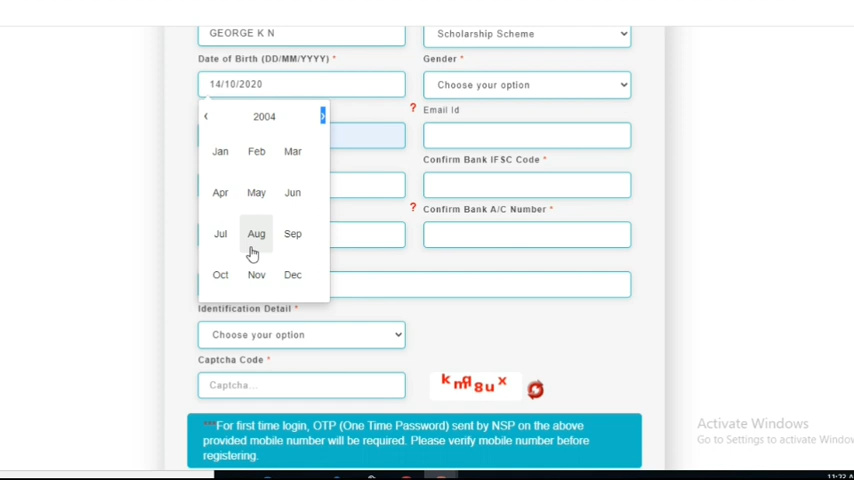 GEORGE K N
Scholarship Scheme
Date of Birth (DD/MM/YYYY) *
Gender *
14/10/2020
Choose your option
‹ 2004 ›
? Email Id
Jan Feb Mar
Confirm Bank IFSC Code *
Apr May Jun
? Confirm Bank A/C Number *
Jul Aug Sep
Oct Nov Dec
Identification Detail *
Choose your option
Captcha Code *
Captcha...
***For first time login, OTP (One Time Password) sent by NSP on the above
provided mobile number will be required. Please verify mobile number before
registering.
Activate Windows
Go to Settings to activate